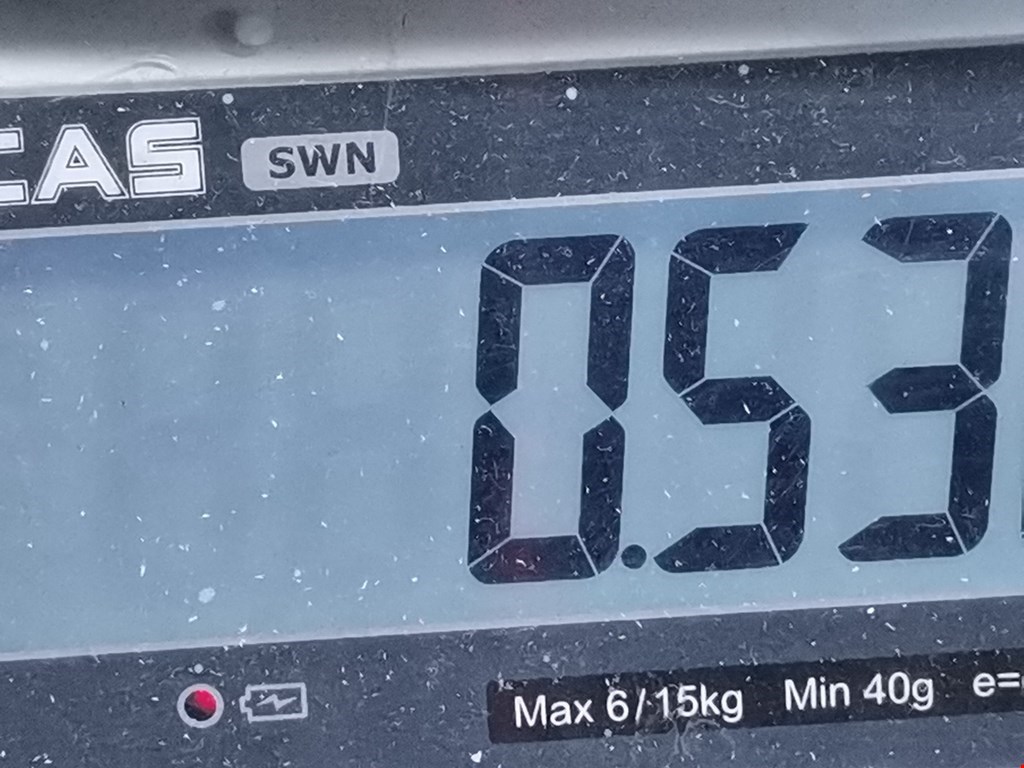 CAS SWN
0.53
Max 6/15kg Min 40g e=